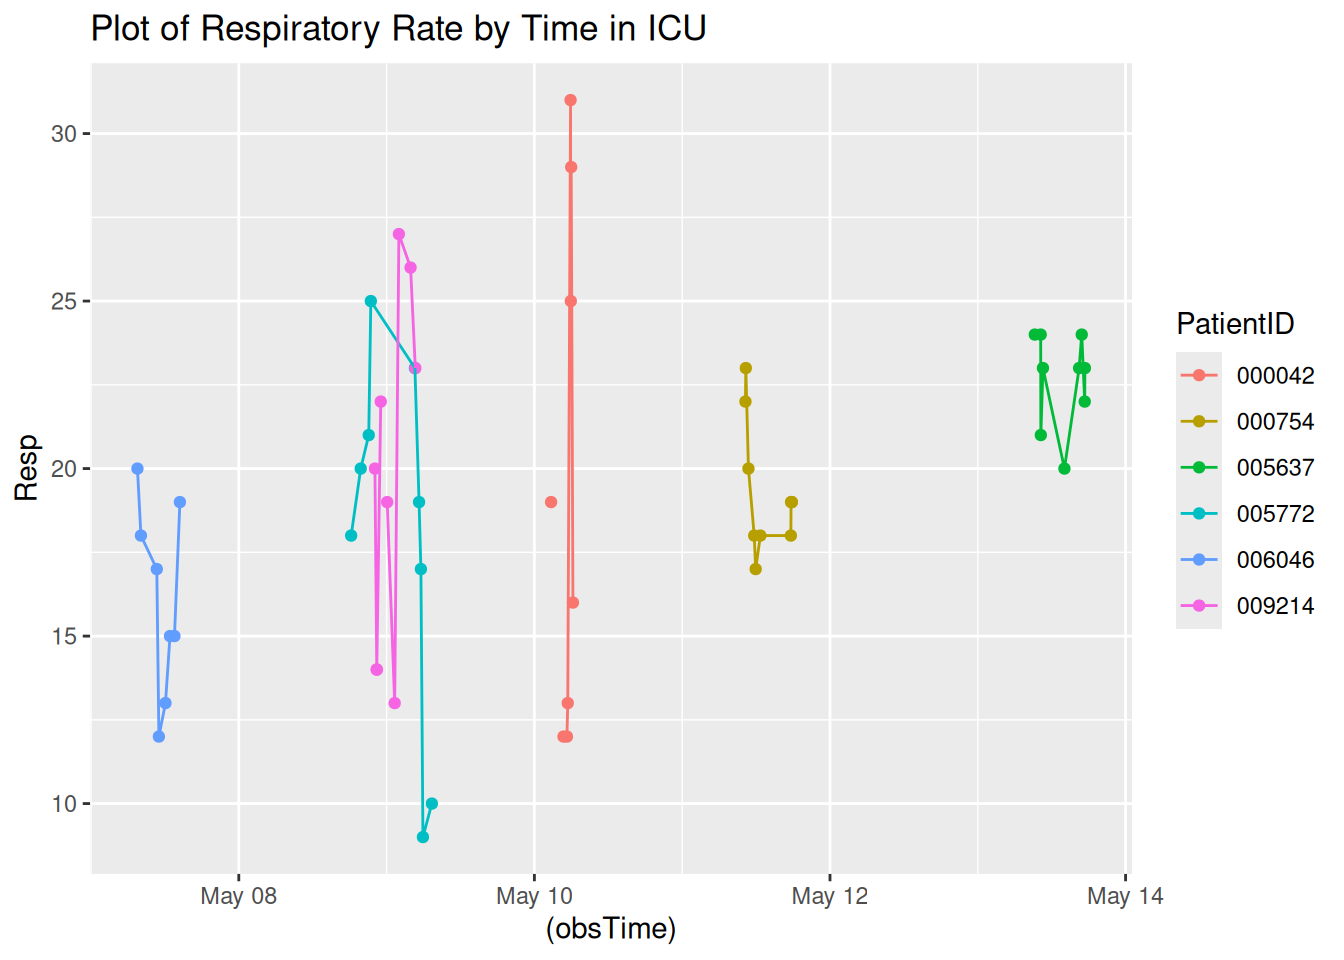 Plot of Respiratory Rate by Time in ICU
30
25
20
15
10
Resp
May 08
May 10
May 12
May 14
(obsTime)
PatientID
000042
000754
005637
005772
006046
009214